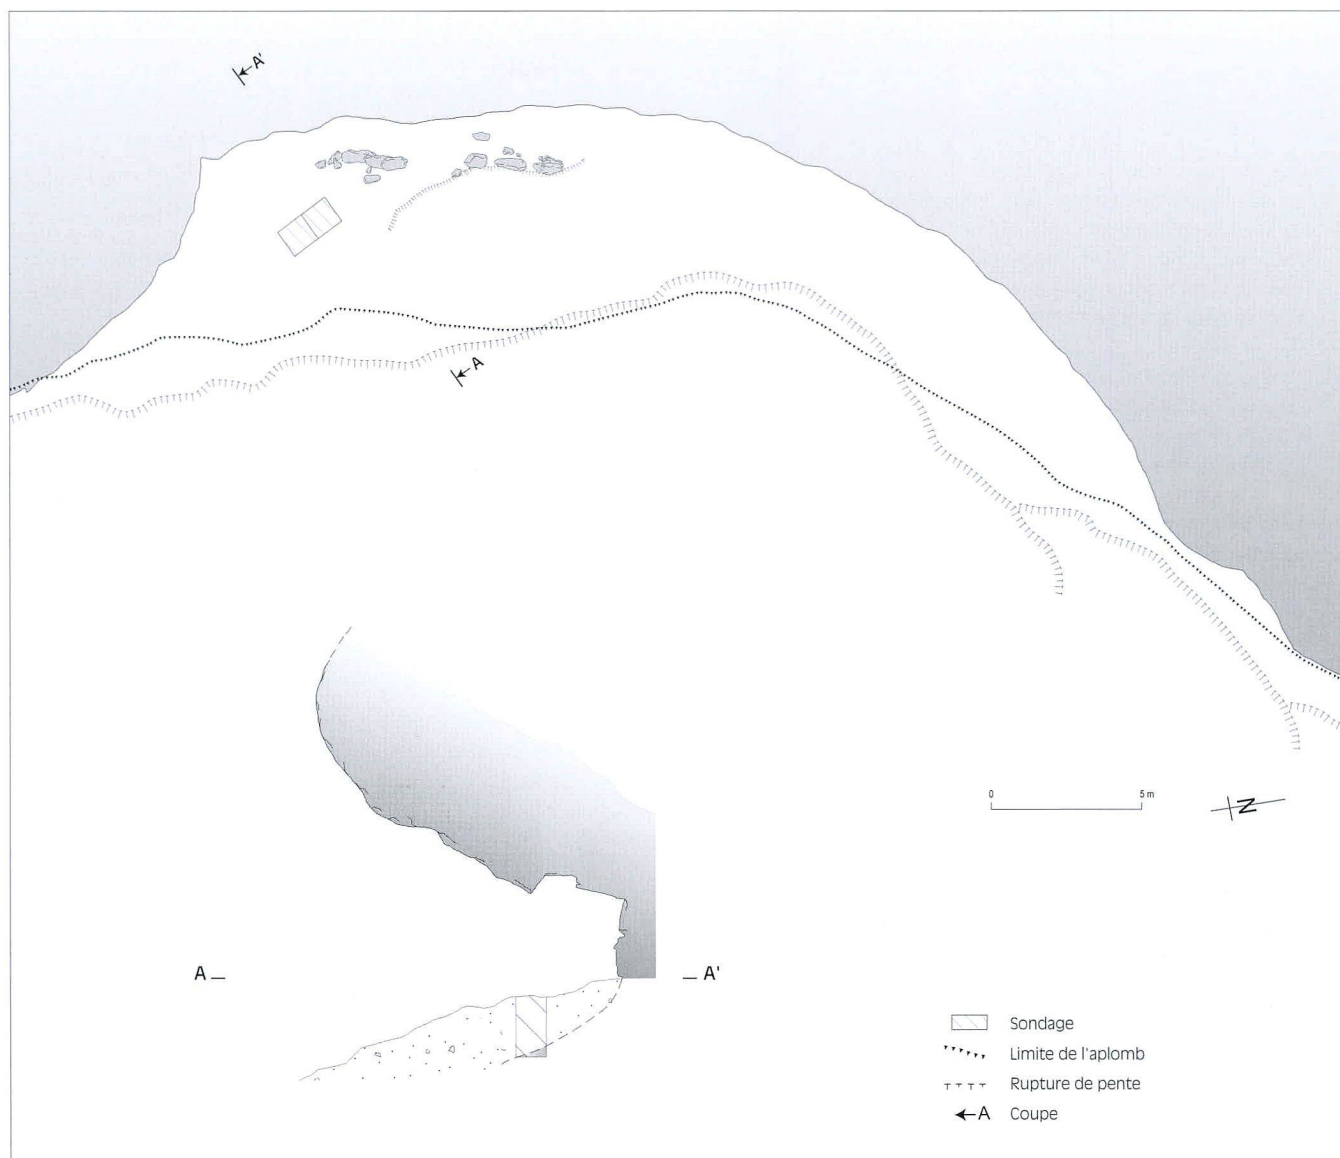 A'
A
0 5 m
N
A A'
Sondage
Limite de l'aplomb
Rupture de pente
A Coupe